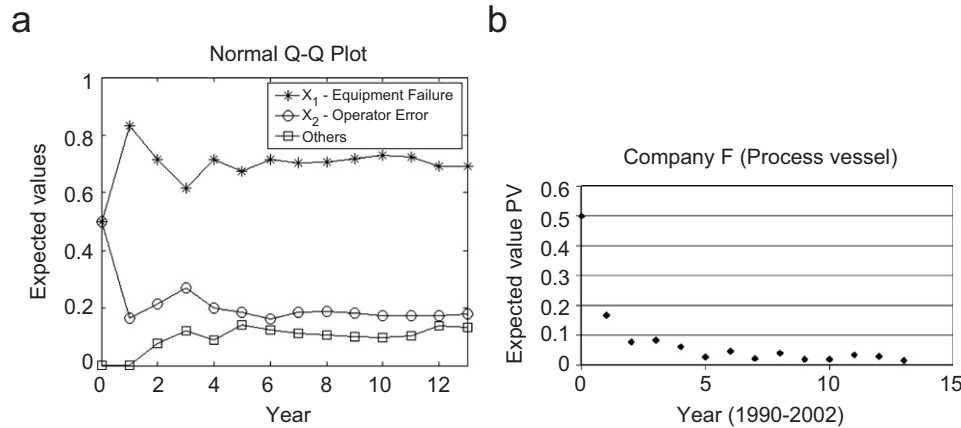 a
Normal Q-Q Plot
Expected values
1
0.8
0.6
0.4
0.2
0
X1 - Equipment Failure
X2 - Operator Error
Others
0 2 4 6 8 10 12
Year
b
Company F (Process vessel)
Expected value PV
0.6
0.5
0.4
0.3
0.2
0.1
0
0 5 10 15
Year (1990-2002)